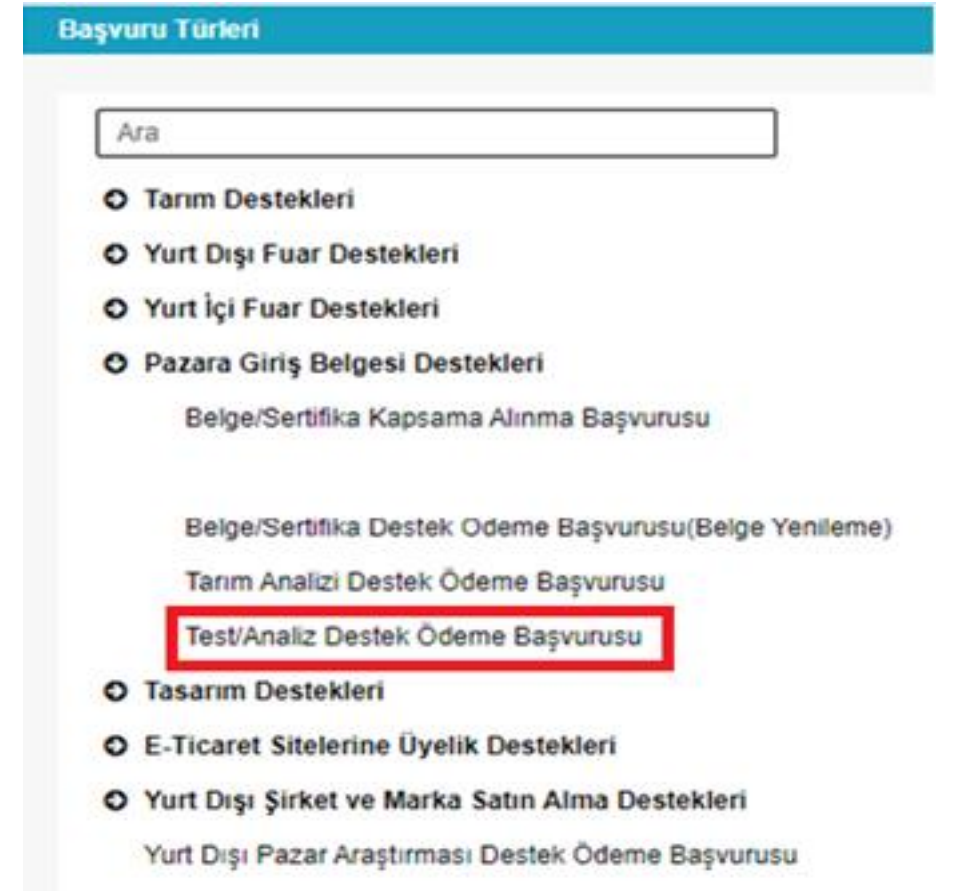 Başvuru Türleri
Ara
Tarım Destekleri
Yurt Dışı Fuar Destekleri
Yurt İçi Fuar Destekleri
Pazara Giriş Belgesi Destekleri
Belge/Sertifika Kapsama Alınma Başvurusu
Belge/Sertifika Destek Ödeme Başvurusu(Belge Yenileme)
Tarım Analizi Destek Ödeme Başvurusu
Test/Analiz Destek Ödeme Başvurusu
Tasarım Destekleri
E-Ticaret Sitelerine Üyelik Destekleri
Yurt Dışı Şirket ve Marka Satın Alma Destekleri
Yurt Dışı Pazar Araştırması Destek Ödeme Başvurusu